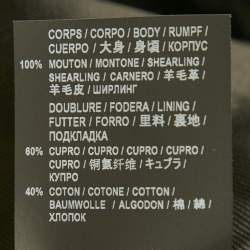 CORPS / CORPO / BODY / RUMPF /
CUERPO / 大身 / 身頃 / КОРПУС
100% MOUTON / MONTONE / SHEARLING /
SHEARLING / CARNERO / 羊毛革 /
羊毛皮 / ШИРЛИНГ
DOUBLURE / FODERA / LINING /
FUTTER / FORRO / 里料 / 裏地 /
ПОДКЛАДКА
60% CUPRO / CUPRO / CUPRO / CUPRO /
CUPRO / 铜氨纤维 / キュプラ /
КУПРО
40% COTON / COTONE / COTTON /
BAUMWOLLE / ALGODON / 棉 / 綿 /
ХЛОПОК